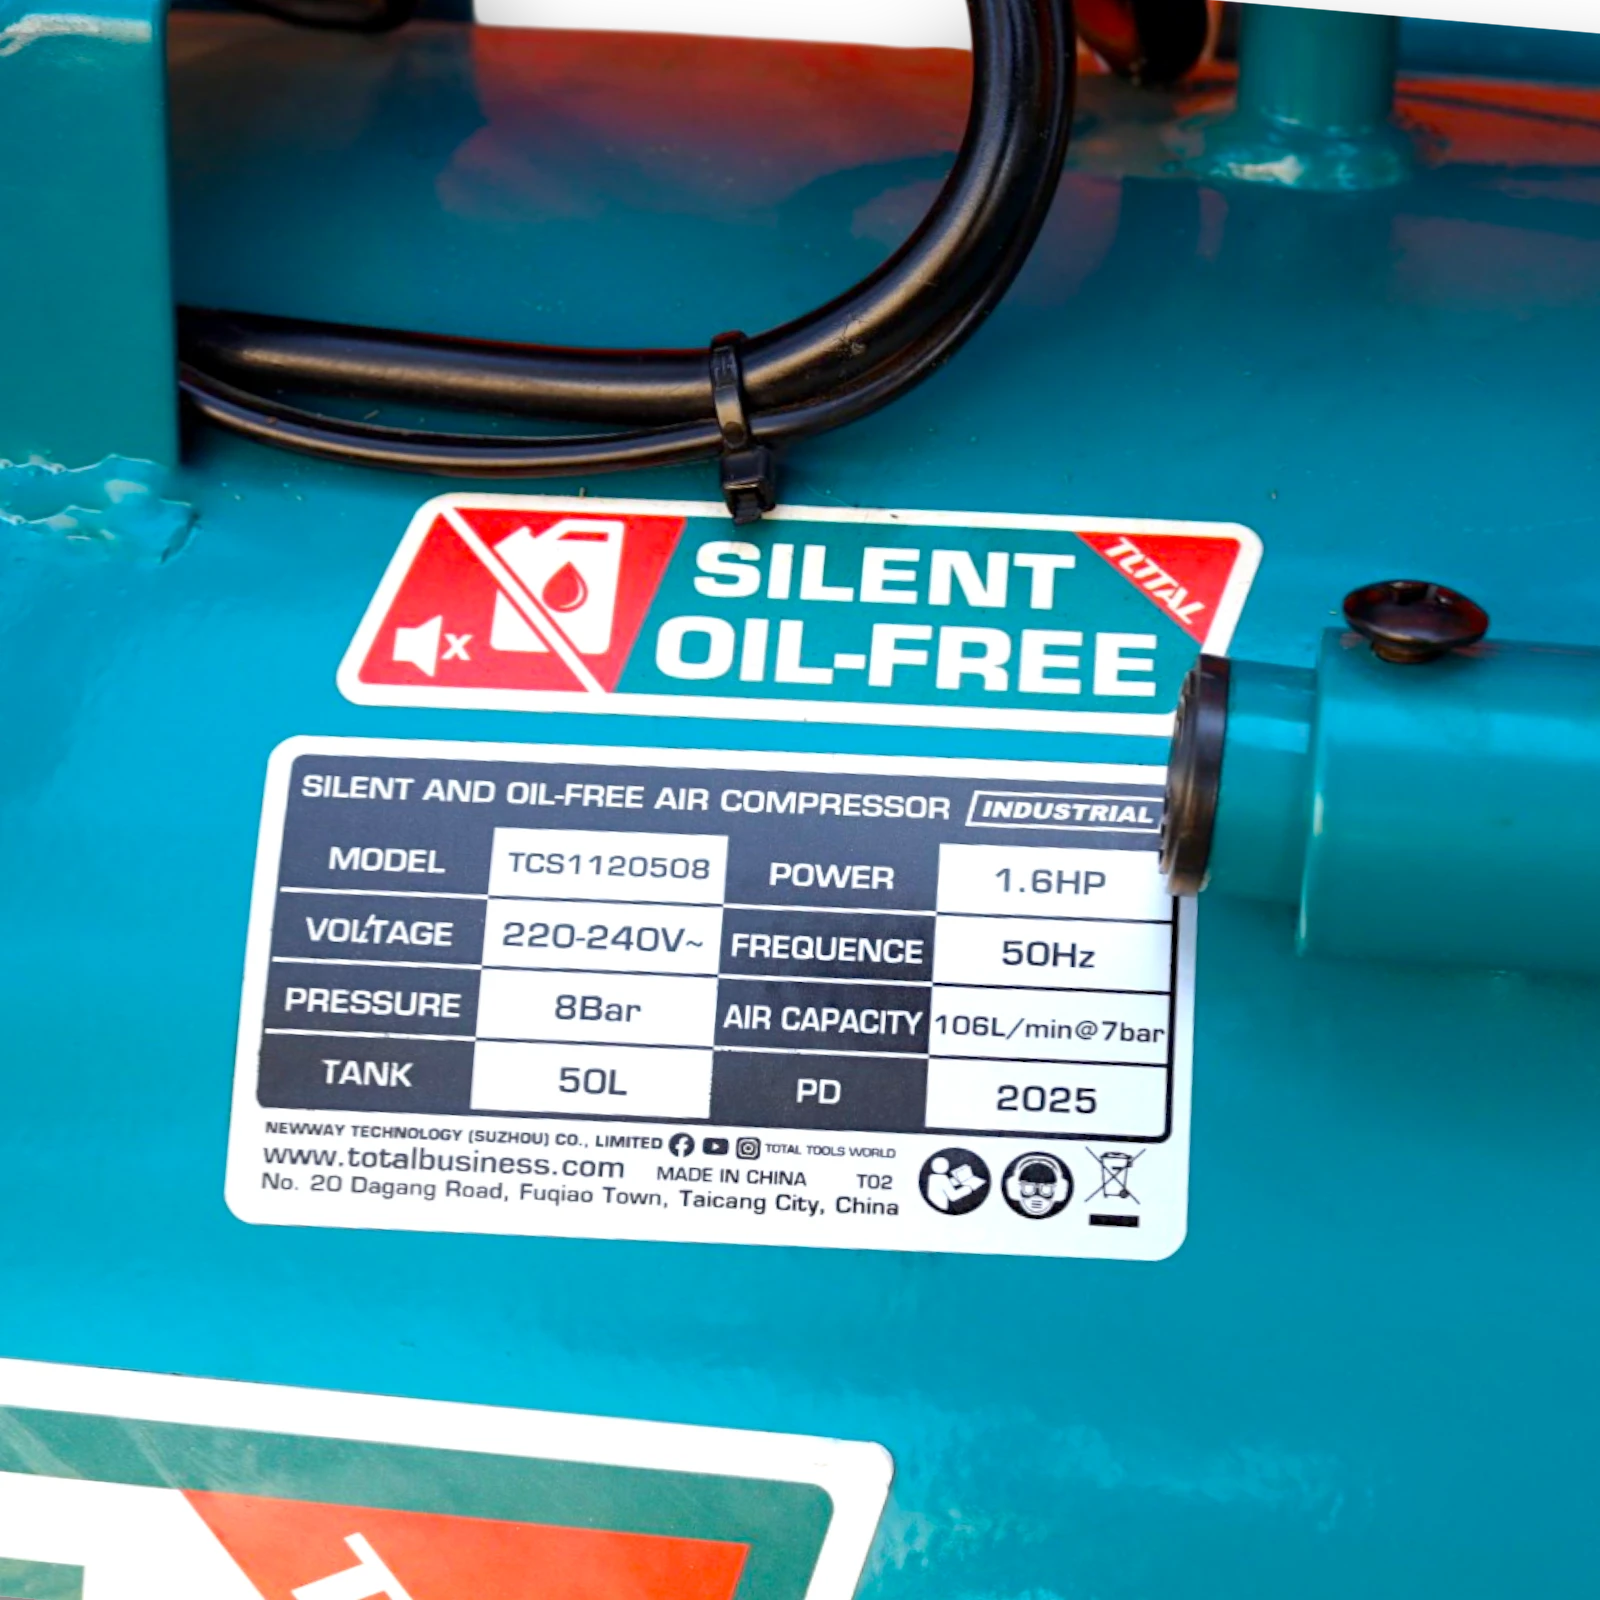 SILENT
OIL-FREE
TOTAL
SILENT AND OIL-FREE AIR COMPRESSOR INDUSTRIAL
MODEL TCS1120508 POWER 1.6HP
VOLTAGE 220-240V~ FREQUENCE 50Hz
PRESSURE 8Bar AIR CAPACITY 106L/min@7bar
TANK 50L PD 2025
NEWWAY TECHNOLOGY (SUZHOU) CO., LIMITED TOTAL TOOLS WORLD
www.totalbusiness.com MADE IN CHINA T02
No. 20 Dagang Road, Fuqiao Town, Taicang City, China